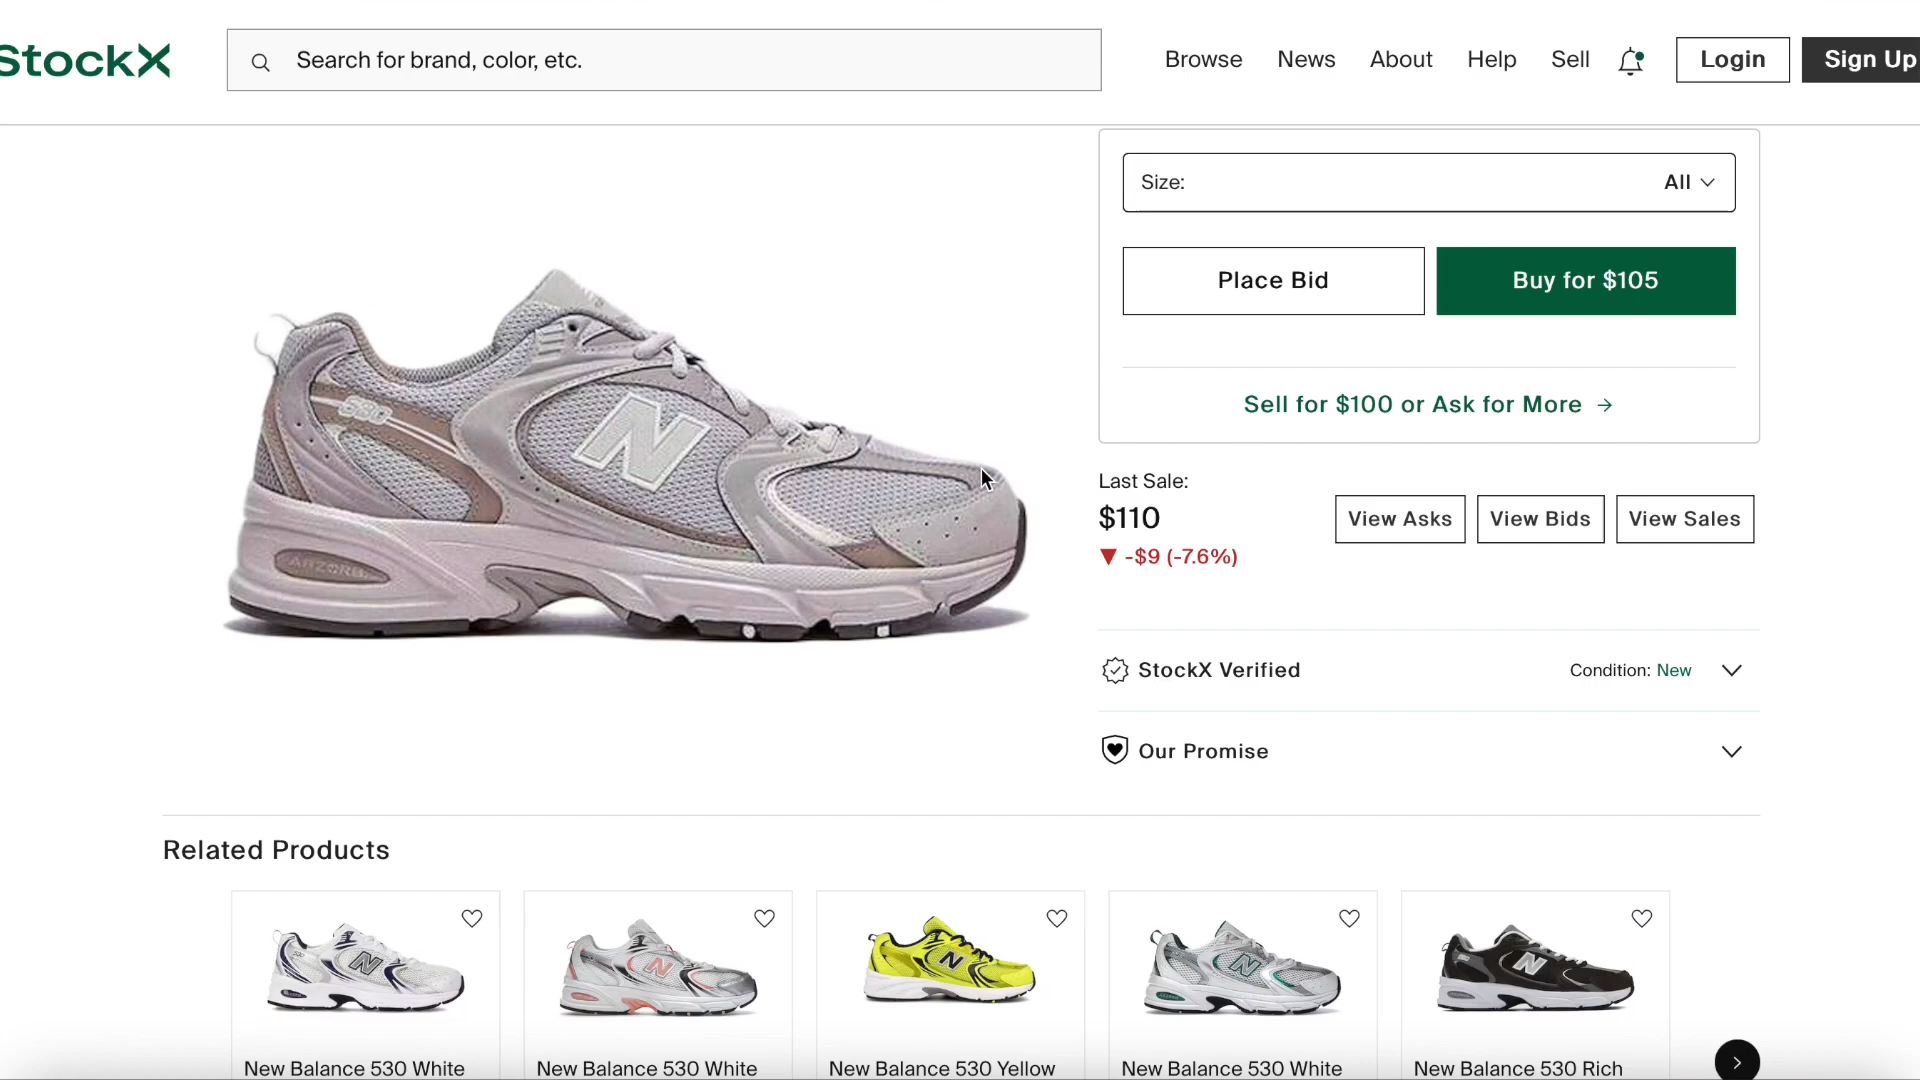 StockX
Search for brand, color, etc.
Browse
News
About
Help
Sell
Login
Sign Up
Size:
All
Place Bid
Buy for $105
Sell for $100 or Ask for More
530
N
ABZORB
Last Sale:
$110
-$9 (-7.6%)
View Asks
View Bids
View Sales
StockX Verified
Condition: New
Our Promise
Related Products
N
N
N
N
N
New Balance 530 White
New Balance 530 White
New Balance 530 Yellow
New Balance 530 White
New Balance 530 Rich